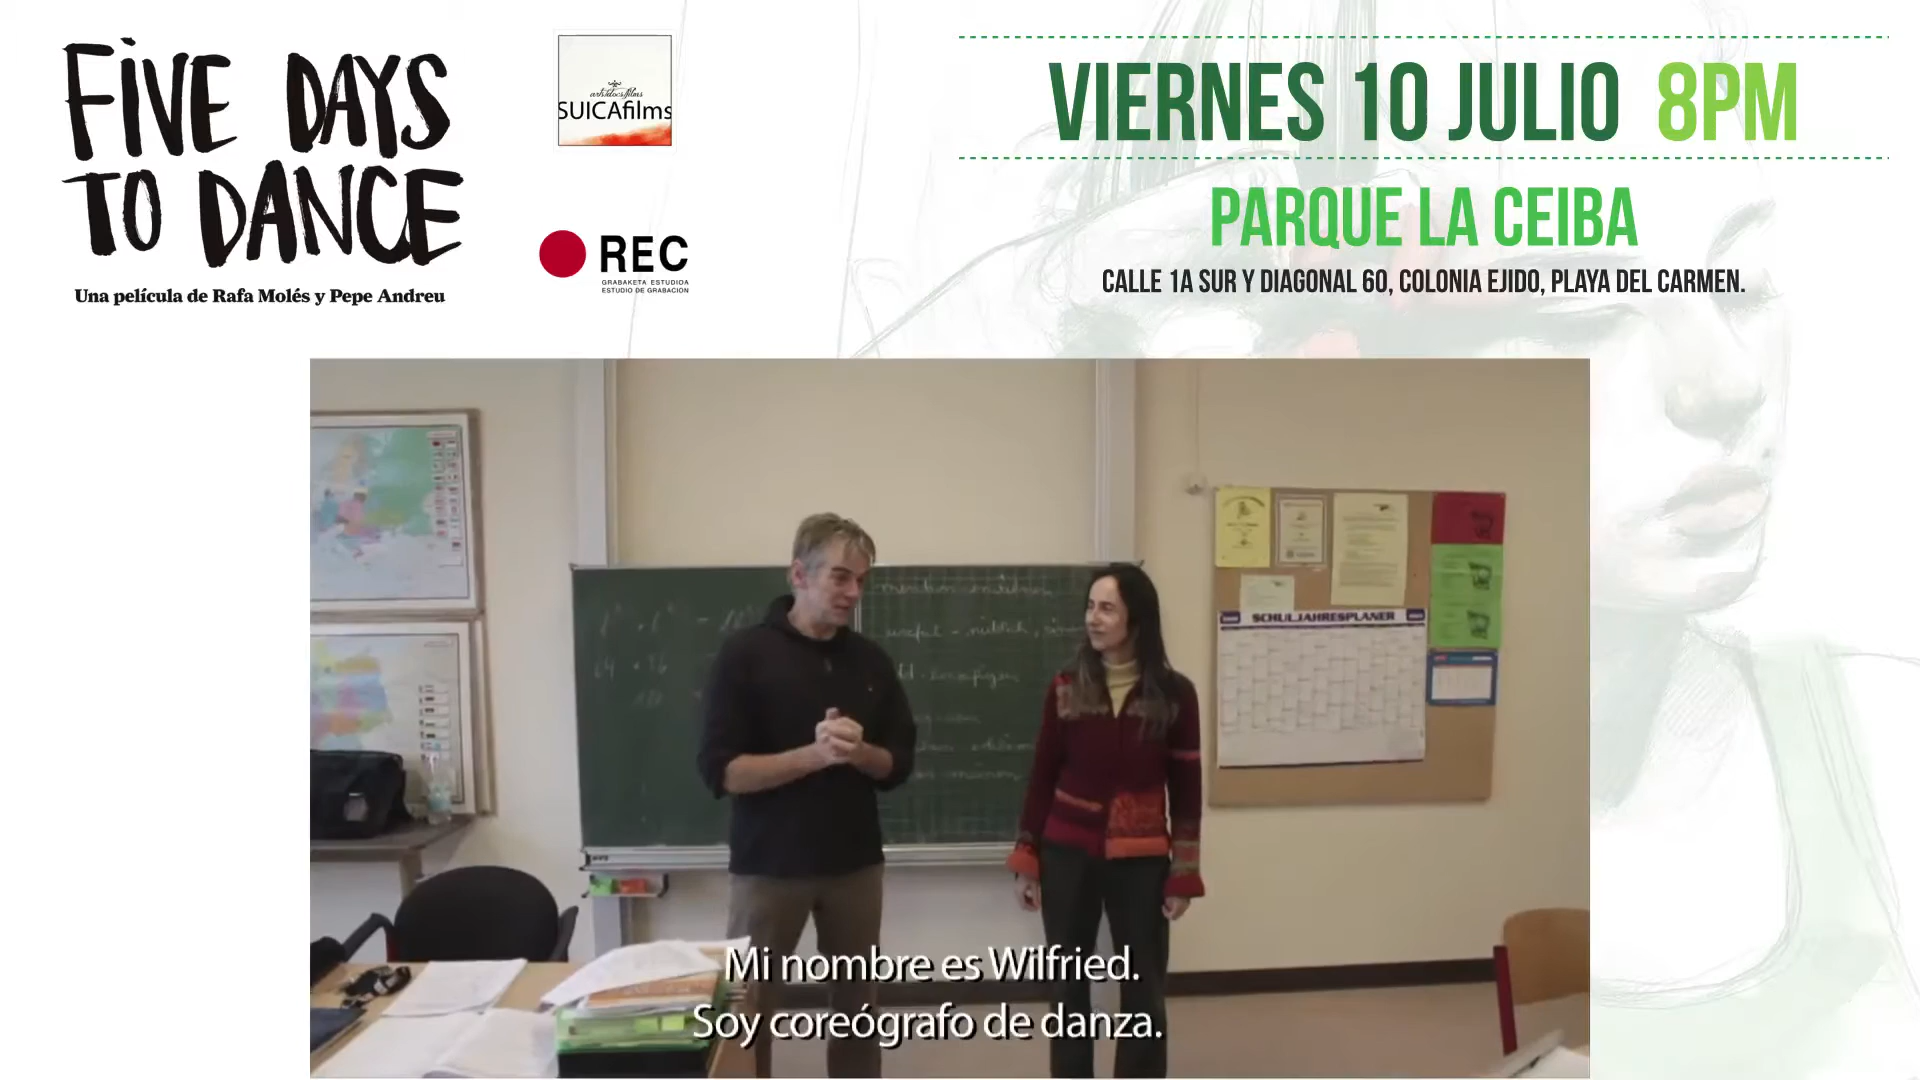 FIVE DAYS
TO DANCE
Una película de Rafa Molés y Pepe Andreu
SUICAfilms
REC
GRABAKETA ESTUDIOA
ESTUDIO DE GRABACION
VIERNES 10 JULIO 8PM
PARQUE LA CEIBA
CALLE 1A SUR Y DIAGONAL 60, COLONIA EJIDO, PLAYA DEL CARMEN.
SCHULJAHRESPLANER
Mi nombre es Wilfried.
Soy coreógrafo de danza.